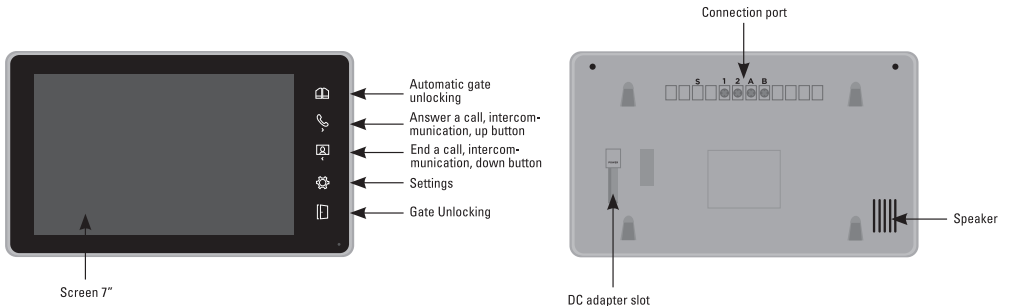 Connection port
S 1 2 A B
Automatic gate
unlocking
Answer a call, intercom-
munication, up button
End a call, intercom-
munication, down button
Settings
Gate Unlocking
Speaker
Screen 7″
DC adapter slot